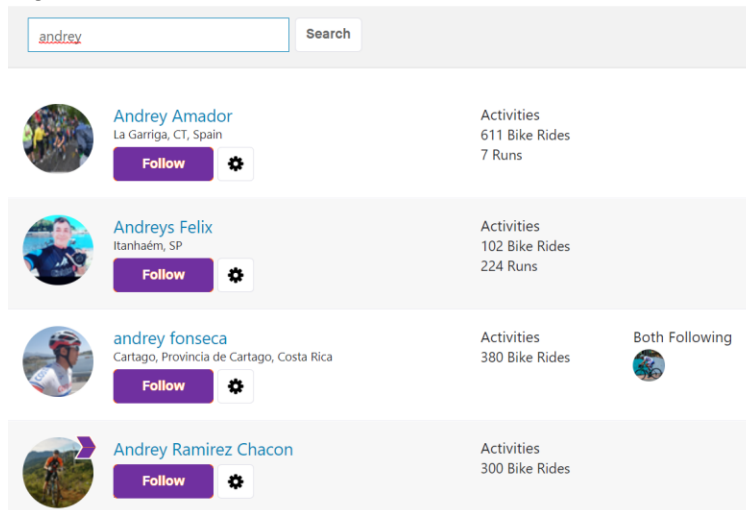 andrey
Search
Andrey Amador
La Garriga, CT, Spain
Follow
Activities
611 Bike Rides
7 Runs
Andreys Felix
Itanhaém, SP
Follow
Activities
102 Bike Rides
224 Runs
andrey fonseca
Cartago, Provincia de Cartago, Costa Rica
Follow
Activities
380 Bike Rides
Both Following
Andrey Ramirez Chacon
Follow
Activities
300 Bike Rides